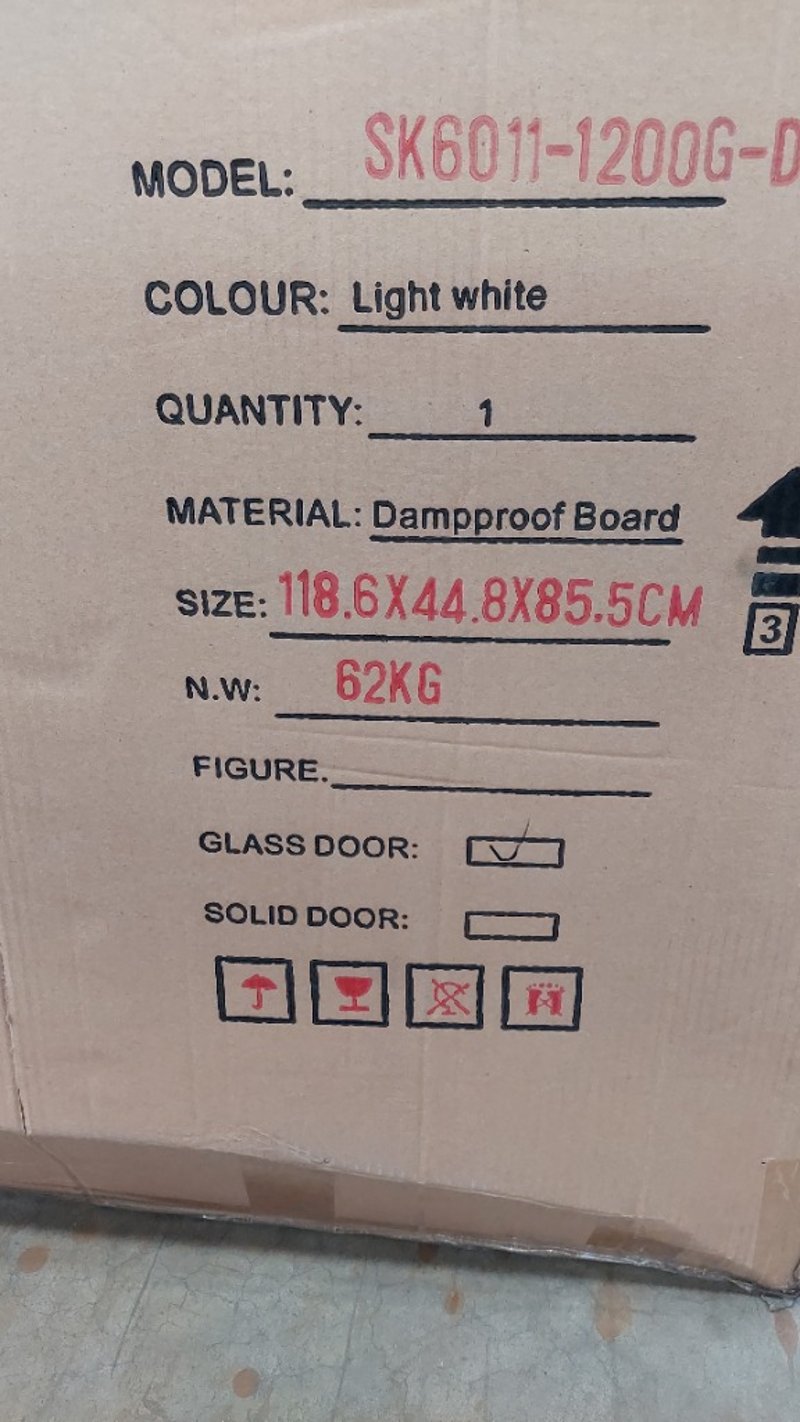 MODEL: SK6011-1200G-D
COLOUR: Light white
QUANTITY: 1
MATERIAL: Dampproof Board
SIZE: 118.6X44.8X85.5CM
N.W: 62KG
FIGURE.
GLASS DOOR:
SOLID DOOR:
3